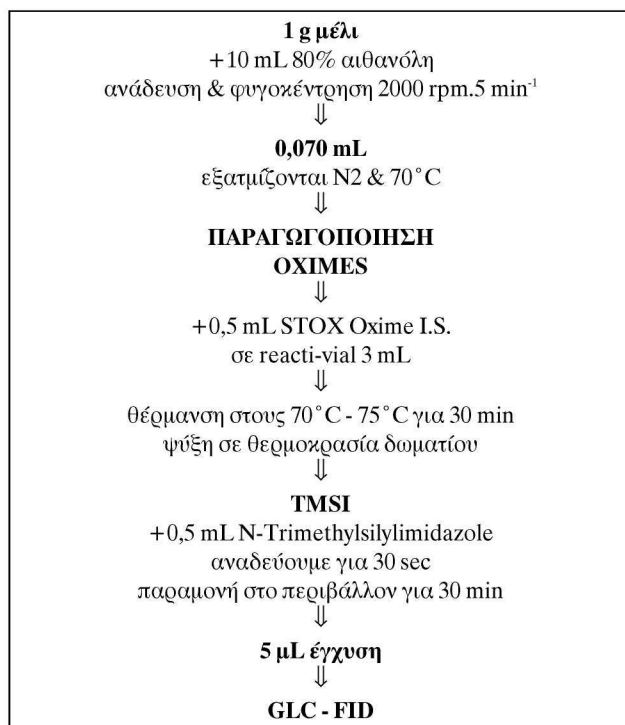 1 g μέλι
+10 mL 80% αιθανόλη
ανάδευση & φυγοκέντρηση 2000 rpm.5 min⁻¹
⇓
0,070 mL
εξατμίζονται N2 & 70°C
⇓
ΠΑΡΑΓΩΓΟΠΟΙΗΣΗ
OXIMES
⇓
+0,5 mL STOX Oxime I.S.
σε reacti-vial 3 mL
⇓
θέρμανση στους 70°C - 75°C για 30 min
ψύξη σε θερμοκρασία δωματίου
⇓
TMSI
+0,5 mL N-Trimethylsilylimidazole
αναδεύουμε για 30 sec
παραμονή στο περιβάλλον για 30 min
⇓
5 μL έγχυση
⇓
GLC - FID